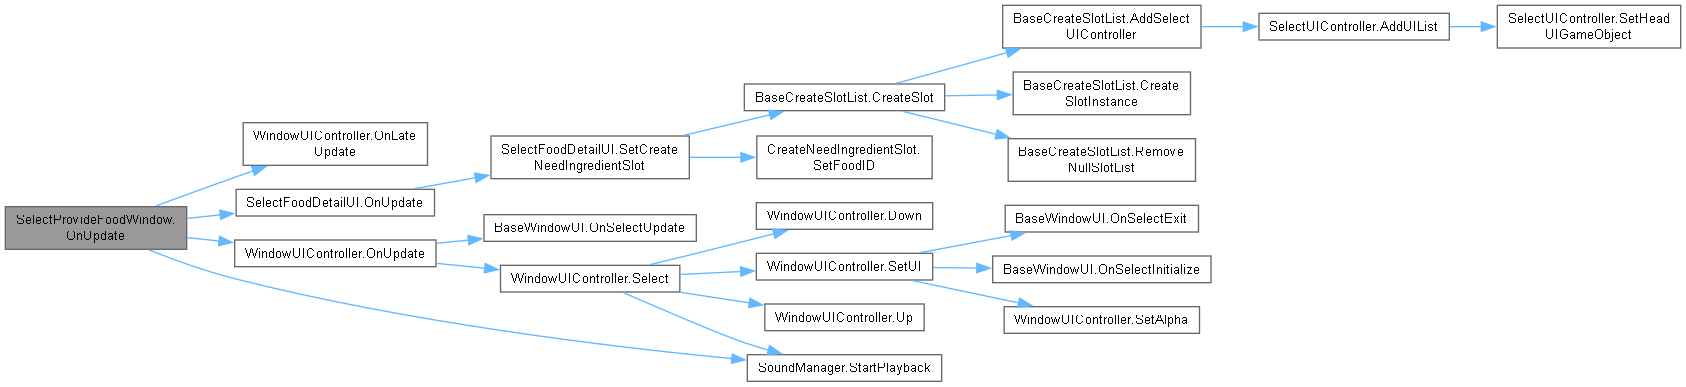 SelectProvideFoodWindow.
OnUpdate
WindowUIController.OnLate
Update
SelectFoodDetailUI.OnUpdate
WindowUIController.OnUpdate
SelectFoodDetailUI.SetCreate
NeedIngredientSlot
BaseWindowUI.OnSelectUpdate
WindowUIController.Select
BaseCreateSlotList.CreateSlot
CreateNeedIngredientSlot.
SetFoodID
WindowUIController.Down
WindowUIController.SetUI
WindowUIController.Up
SoundManager.StartPlayback
BaseCreateSlotList.AddSelect
UIController
BaseCreateSlotList.Create
SlotInstance
BaseCreateSlotList.Remove
NullSlotList
BaseWindowUI.OnSelectExit
BaseWindowUI.OnSelectInitialize
WindowUIController.SetAlpha
SelectUIController.AddUIList
SelectUIController.SetHead
UIGameObject